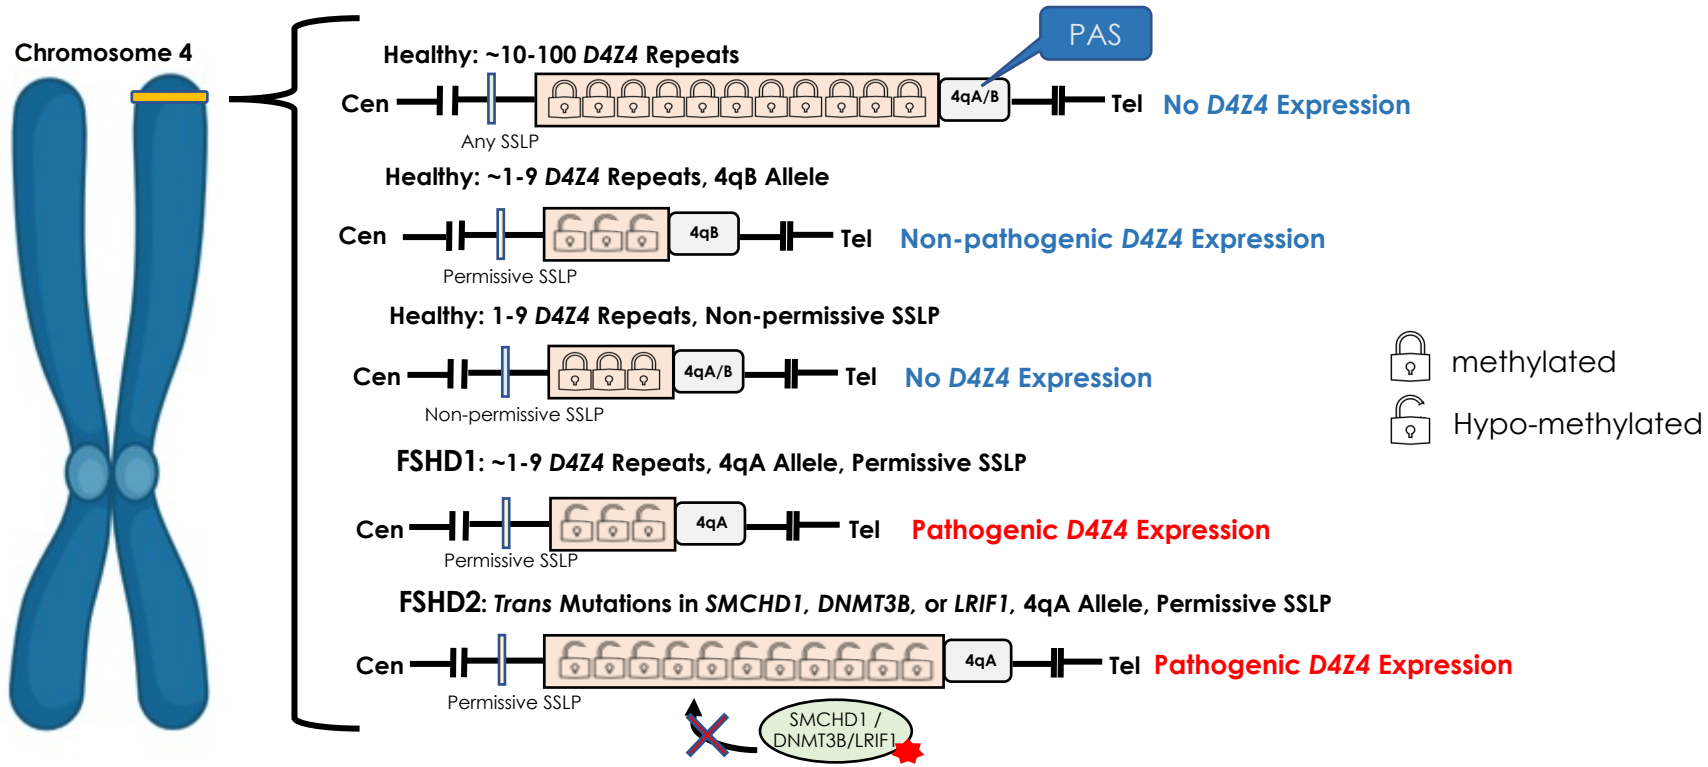 Chromosome 4
Healthy: ~10-100 D4Z4 Repeats
PAS
Cen
4qA/B
Tel
No D4Z4 Expression
Any SSLP
Healthy: ~1-9 D4Z4 Repeats, 4qB Allele
Cen
4qB
Tel
Non-pathogenic D4Z4 Expression
Permissive SSLP
Healthy: 1-9 D4Z4 Repeats, Non-permissive SSLP
Cen
4qA/B
Tel
No D4Z4 Expression
Non-permissive SSLP
methylated
Hypo-methylated
FSHD1: ~1-9 D4Z4 Repeats, 4qA Allele, Permissive SSLP
Cen
4qA
Tel
Pathogenic D4Z4 Expression
Permissive SSLP
FSHD2: Trans Mutations in SMCHD1, DNMT3B, or LRIF1, 4qA Allele, Permissive SSLP
Cen
4qA
Tel
Pathogenic D4Z4 Expression
Permissive SSLP
SMCHD1 /
DNMT3B/LRIF1